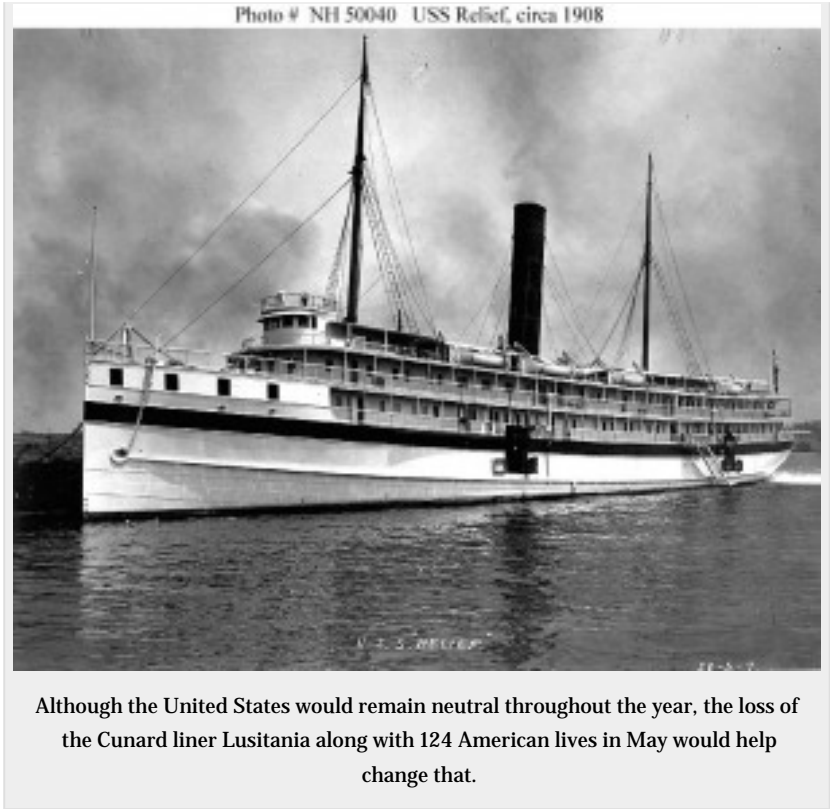 Photo # NH 50040 USS Relief, circa 1908
U. S. S. "RELIEF"
Although the United States would remain neutral throughout the year, the loss of
the Cunard liner Lusitania along with 124 American lives in May would help
change that.